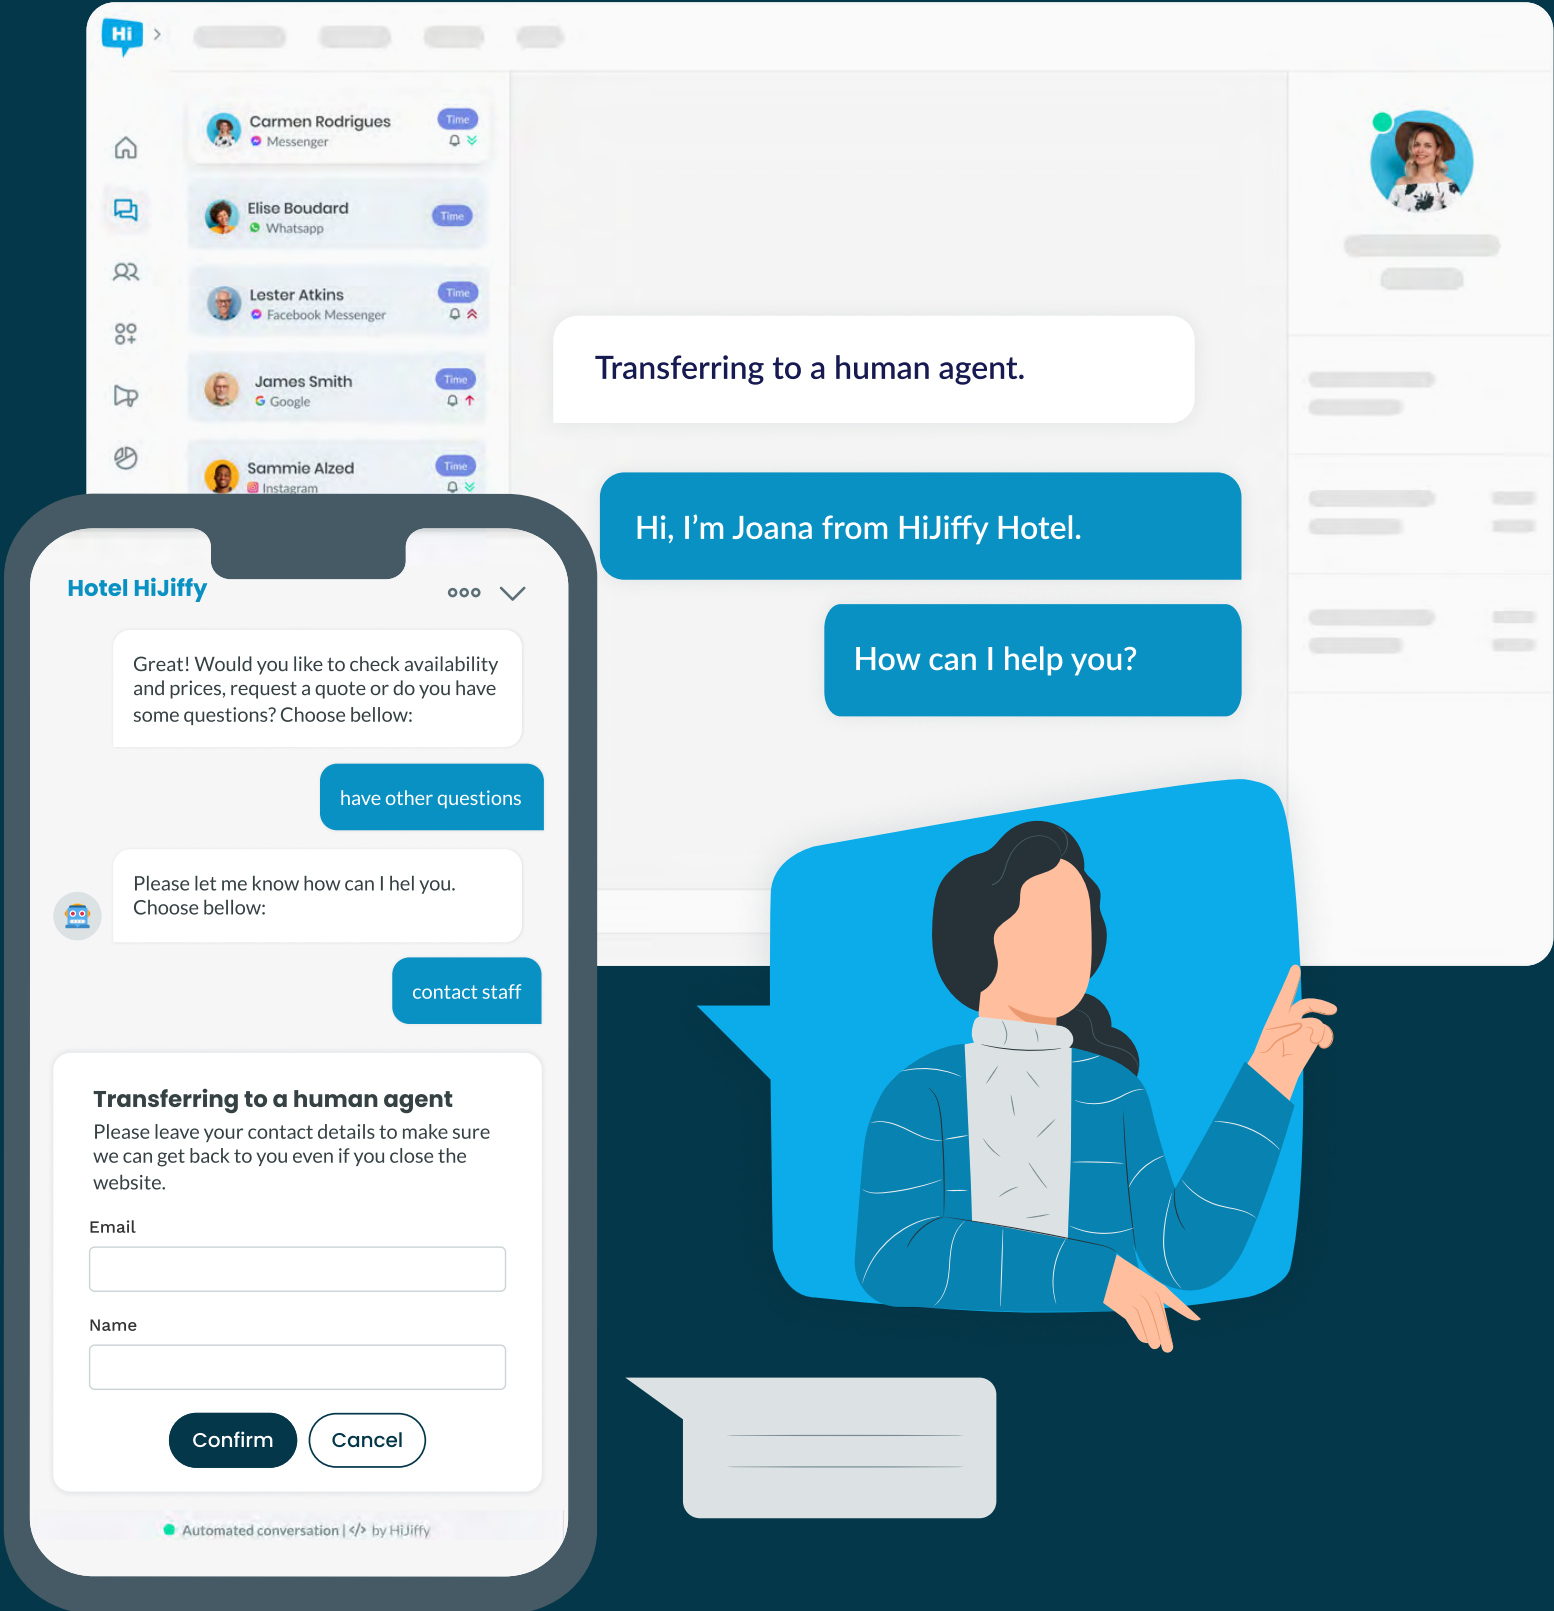 Hi
Carmen Rodrigues
Time
Messenger
Elise Boudard
Time
Whatsapp
Lester Atkins
Time
Facebook Messenger
James Smith
Time
Google
Sammie Alzed
Time
Instagram
Transferring to a human agent.
Hi, I'm Joana from HiJiffy Hotel.
How can I help you?
Hotel HiJiffy
Great! Would you like to check availability
and prices, request a quote or do you have
some questions? Choose bellow:
have other questions
Please let me know how can I hel you.
Choose bellow:
contact staff
Transferring to a human agent
Please leave your contact details to make sure
we can get back to you even if you close the
website.
Email
Name
Confirm
Cancel
Automated conversation | </> by HiJiffy